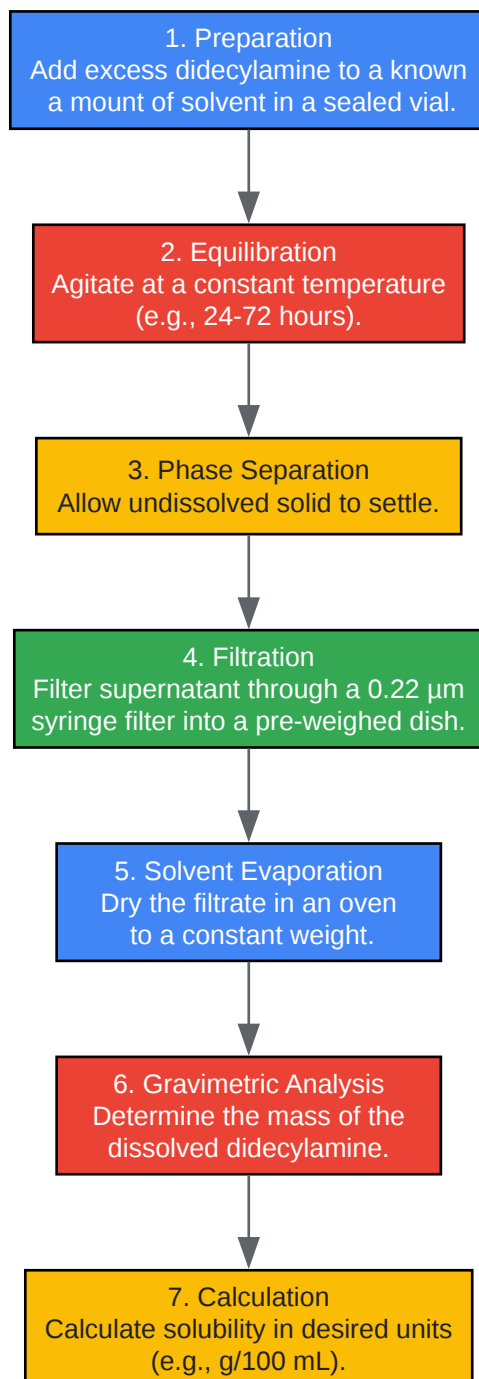 1. Preparation
Add excess didecylamine to a known
a mount of solvent in a sealed vial.
2. Equilibration
Agitate at a constant temperature
(e.g., 24-72 hours).
3. Phase Separation
Allow undissolved solid to settle.
4. Filtration
Filter supernatant through a 0.22 µm
syringe filter into a pre-weighed dish.
5. Solvent Evaporation
Dry the filtrate in an oven
to a constant weight.
6. Gravimetric Analysis
Determine the mass of the
dissolved didecylamine.
7. Calculation
Calculate solubility in desired units
(e.g., g/100 mL).